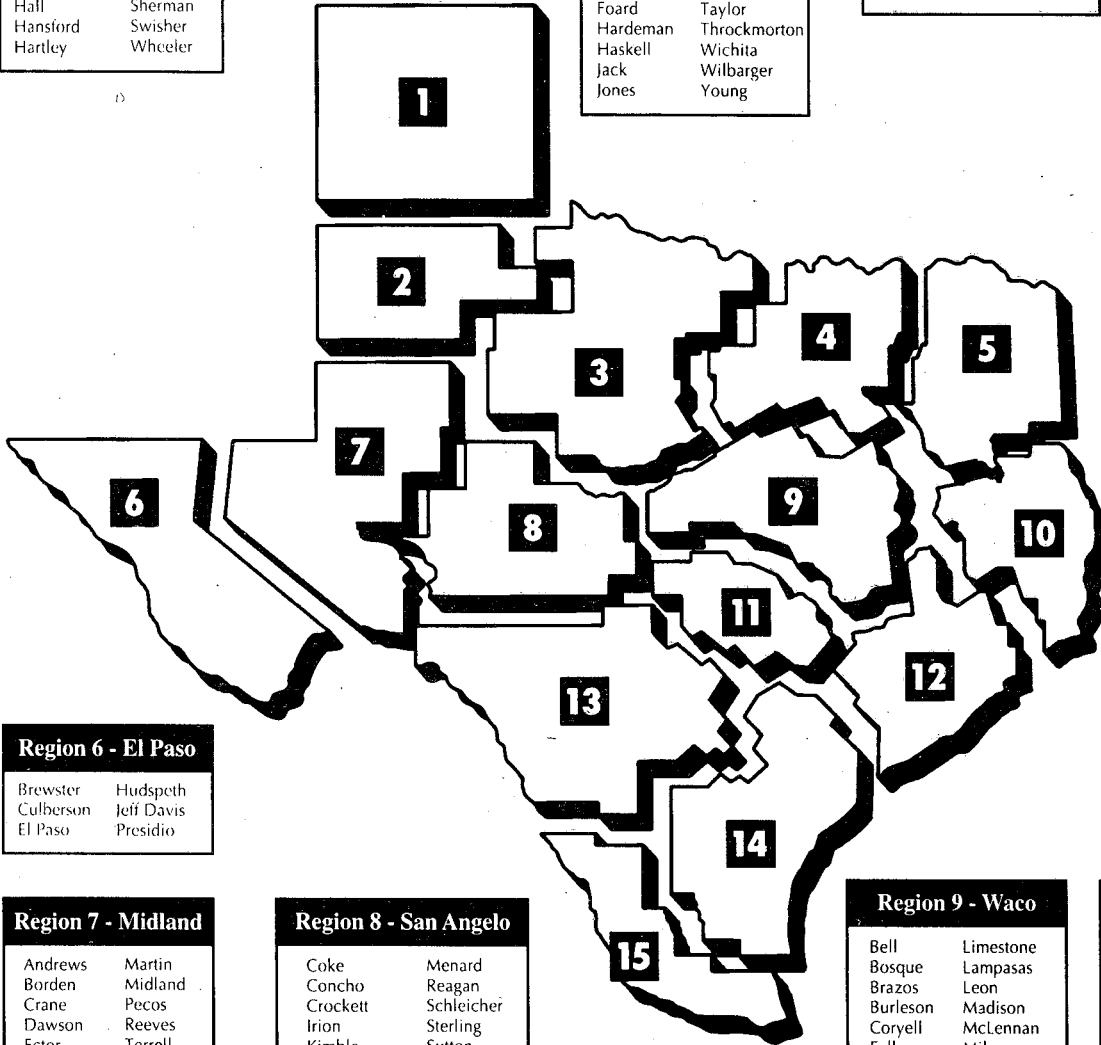 Hall Sherman
Hansford Swisher
Hartley Wheeler
Foard Taylor
Hardeman Throckmorton
Haskell Wichita
Jack Wilbarger
Jones Young
1
2
3
4
5
6
7
8
9
10
11
12
13
14
15
Region 6 - El Paso
Brewster Hudspeth
Culberson Jeff Davis
El Paso Presidio
Region 7 - Midland
Andrews Martin
Borden Midland
Crane Pecos
Dawson Reeves
Ector Terrell
Region 8 - San Angelo
Coke Menard
Concho Reagan
Crockett Schleicher
Irion Sterling
Kimble Sutton
Region 9 - Waco
Bell Limestone
Bosque Lampasas
Brazos Leon
Burleson Madison
Coryell McLennan